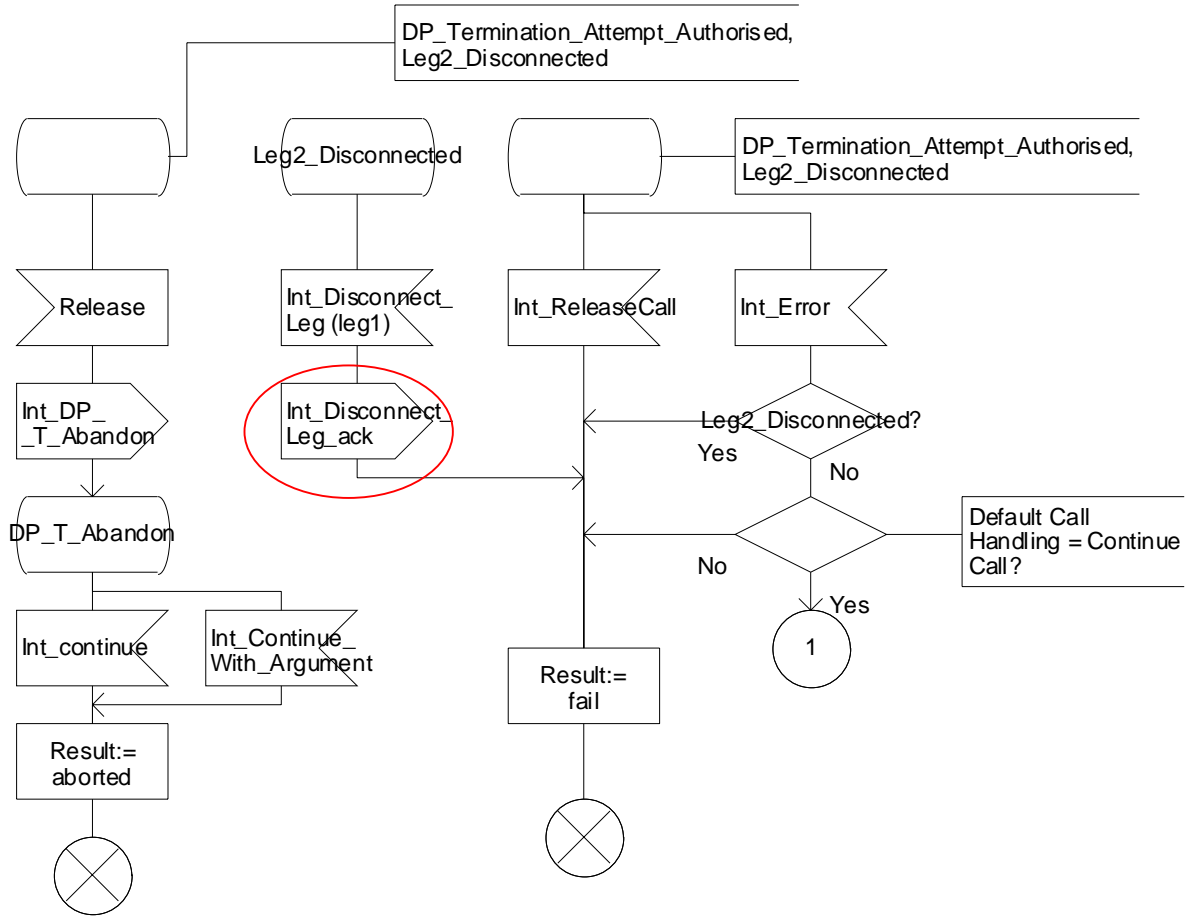 DP_Termination_Attempt_Authorised,
Leg2_Disconnected
Leg2_Disconnected
DP_Termination_Attempt_Authorised,
Leg2_Disconnected
Release
Int_Disconnect_
Leg (leg1)
Int_ReleaseCall
Int_Error
Int_DP_
_T_Abandon
Int_Disconnect_
Leg_ack
Leg2_Disconnected?
Yes
No
DP_T_Abandon
Default Call
Handling = Continue
Call?
No
Yes
Int_continue
Int_Continue_
With_Argument
1
Result:=
fail
Result:=
aborted